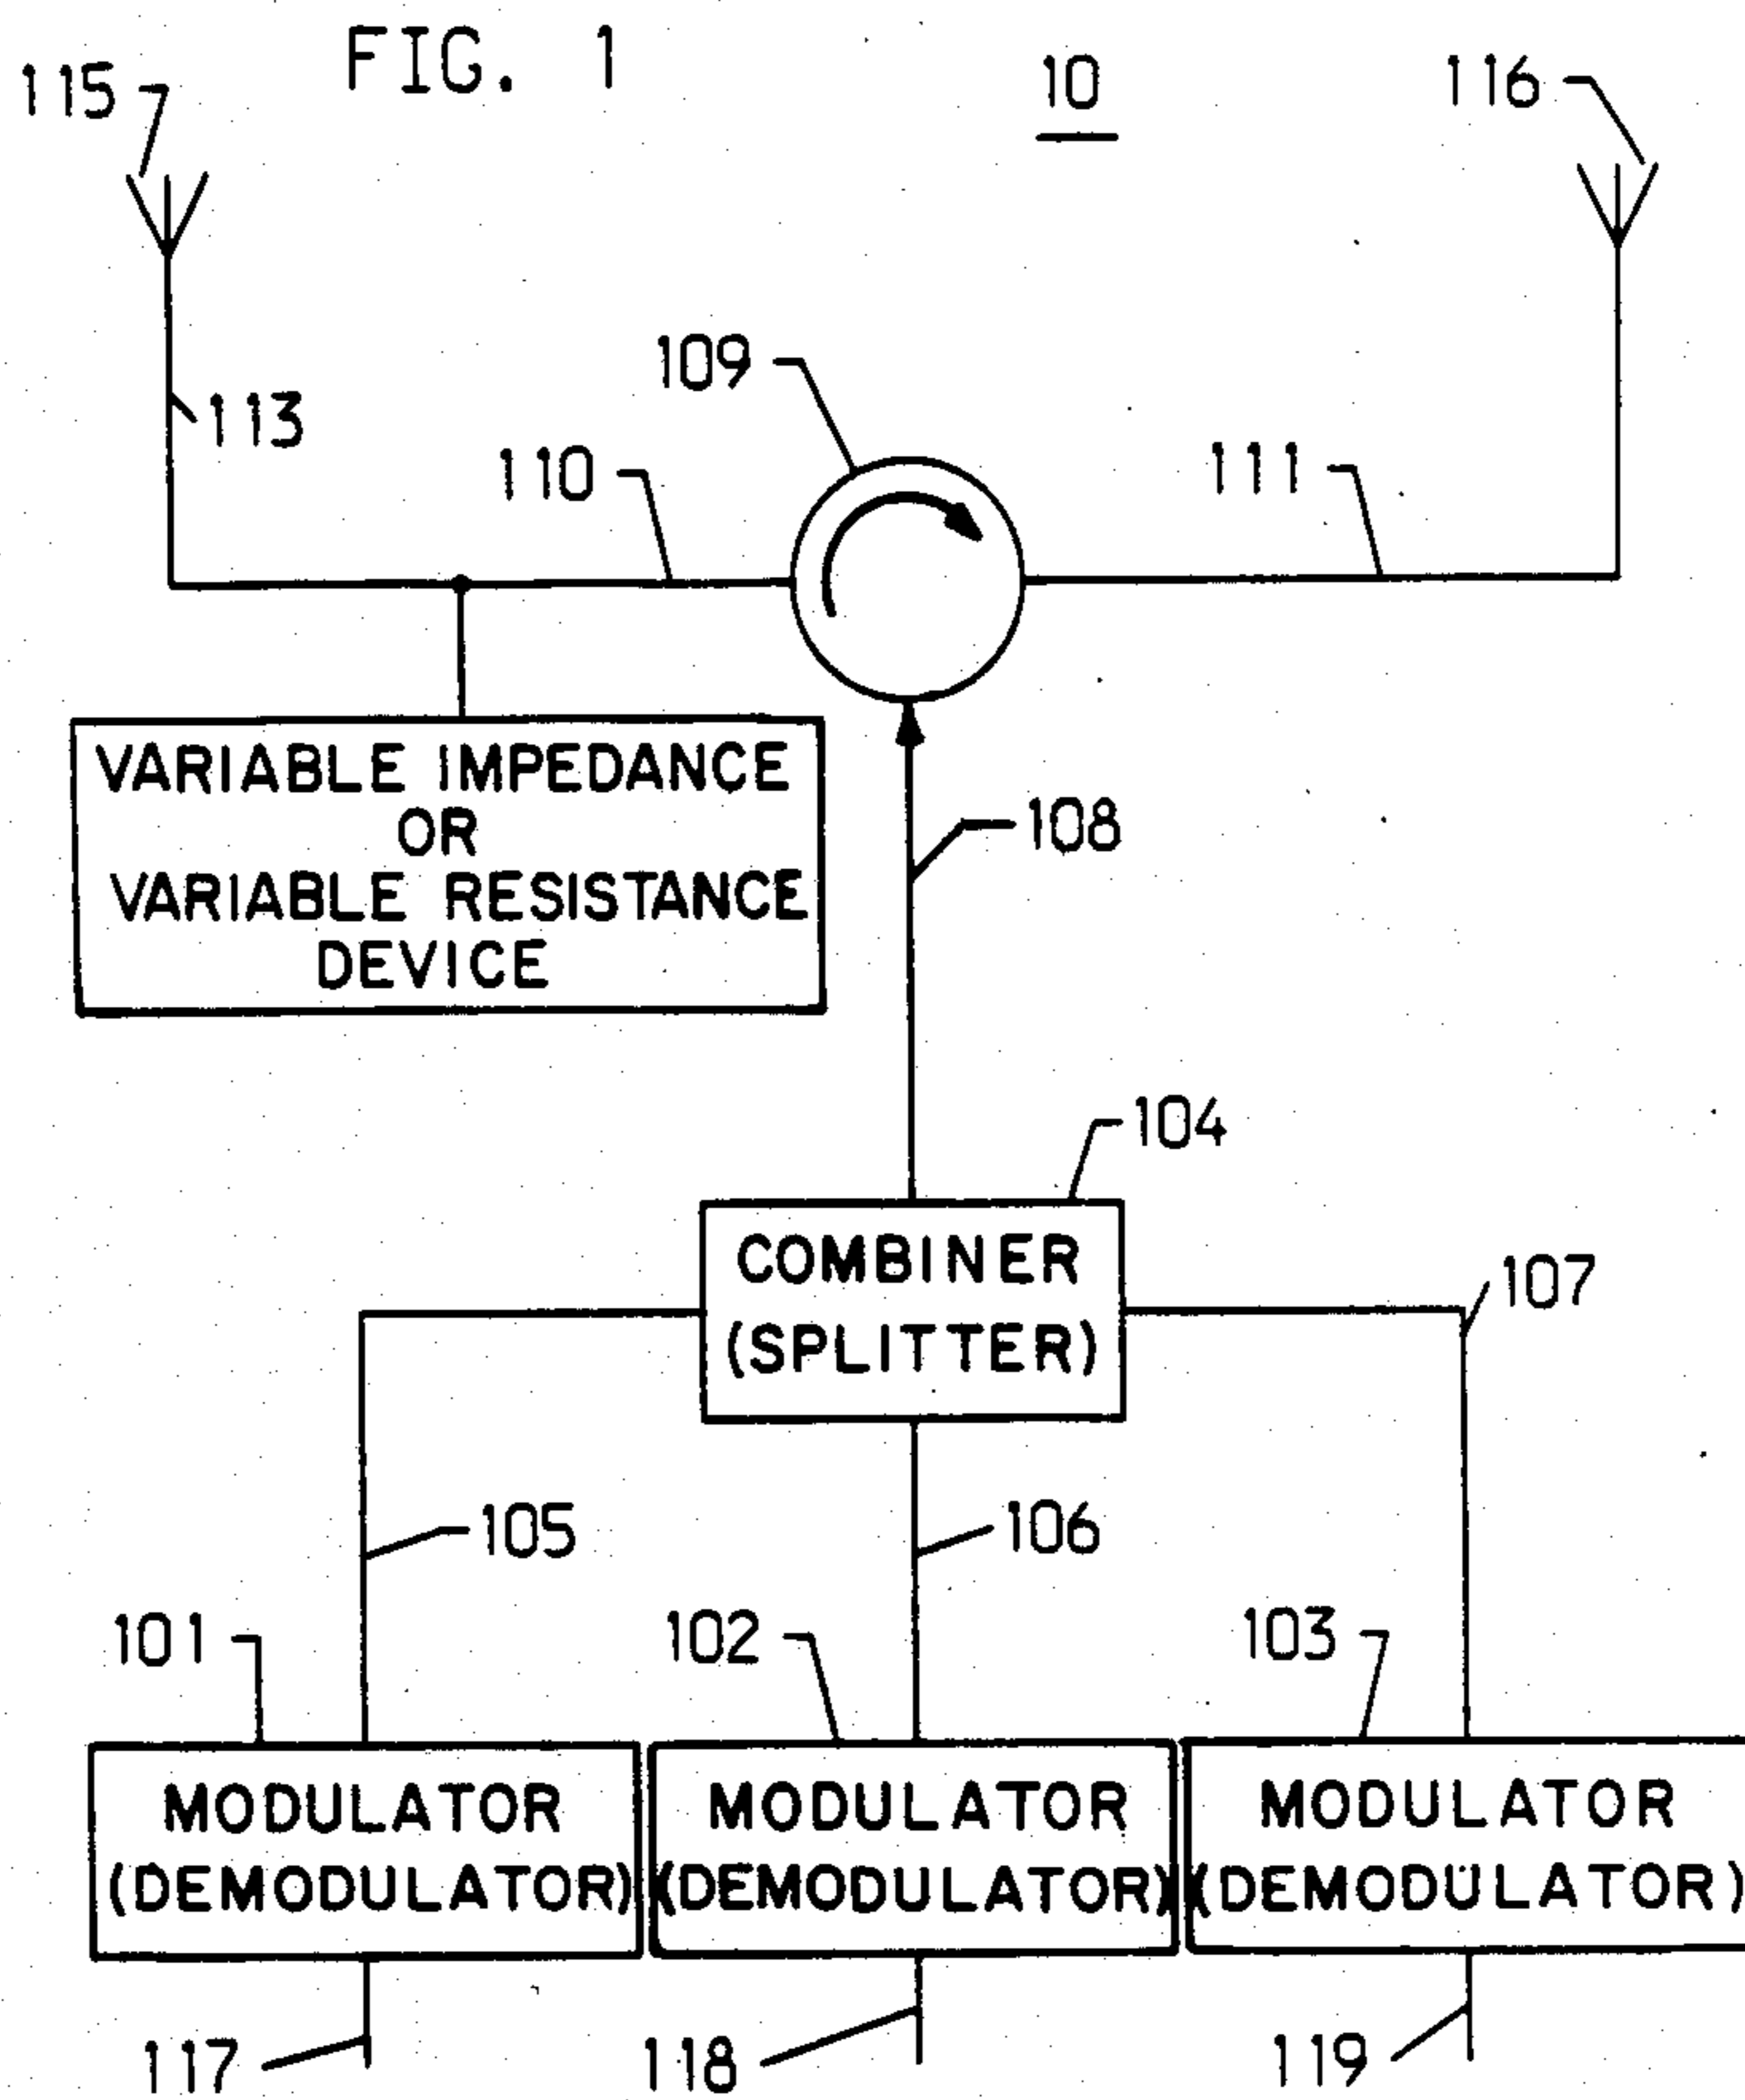 FIG. 1
10
115
116
109
113
110
111
VARIABLE IMPEDANCE
OR
VARIABLE RESISTANCE
DEVICE
108
104
COMBINER
(SPLITTER)
107
105
106
101
102
103
MODULATOR
(DEMODULATOR)
MODULATOR
(DEMODULATOR)
MODULATOR
(DEMODULATOR)
117
118
119